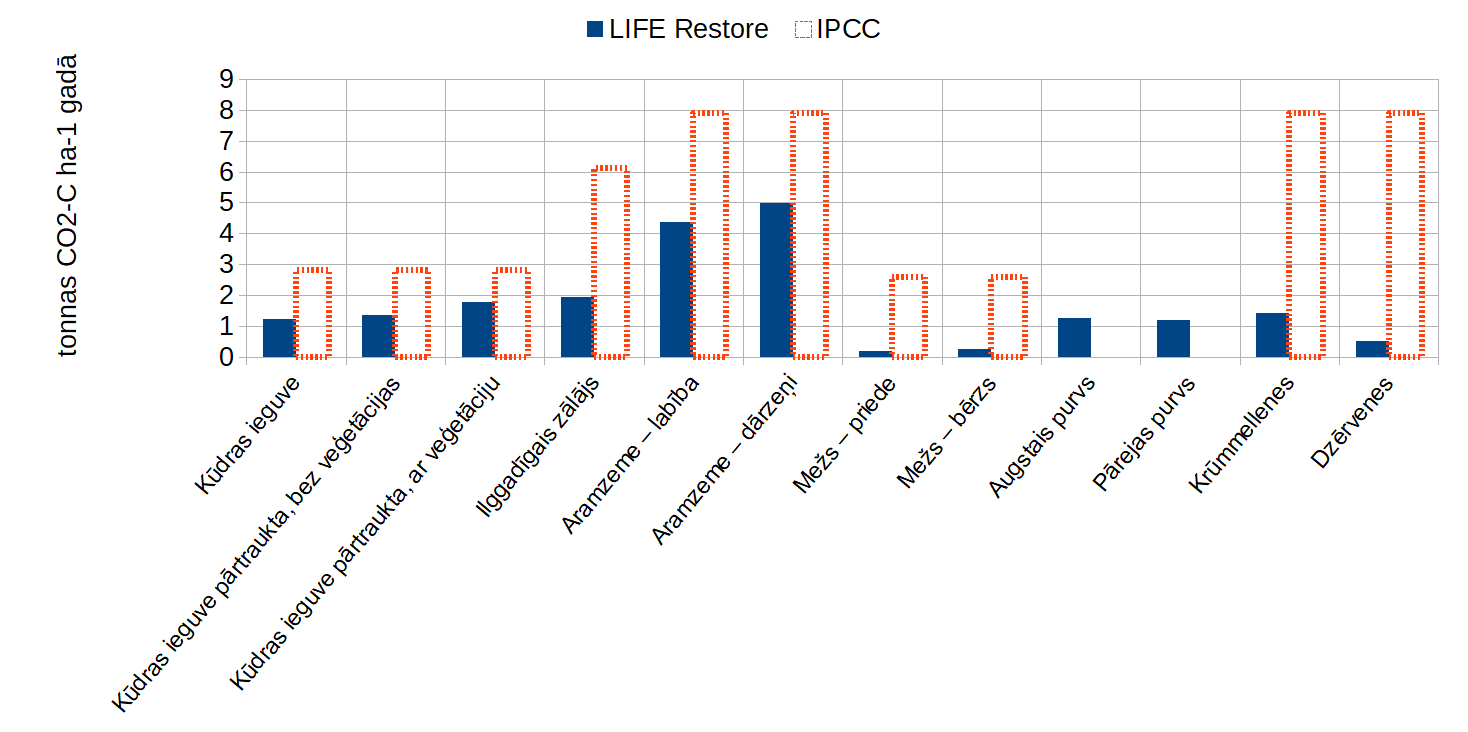 LIFE Restore IPCC
tonnas CO2-C ha-1 gadā
9
8
7
6
5
4
3
2
1
0
Kūdras ieguve
Kūdras ieguve pārtraukta, bez veģetācijas
Kūdras ieguve pārtraukta, ar veģetāciju
Ilggadīgais zālājs
Aramzeme – labība
Aramzeme – dārzeņi
Mežs – priede
Mežs – bērzs
Augstais purvs
Pārejas purvs
Krūmmellenes
Dzērvenes